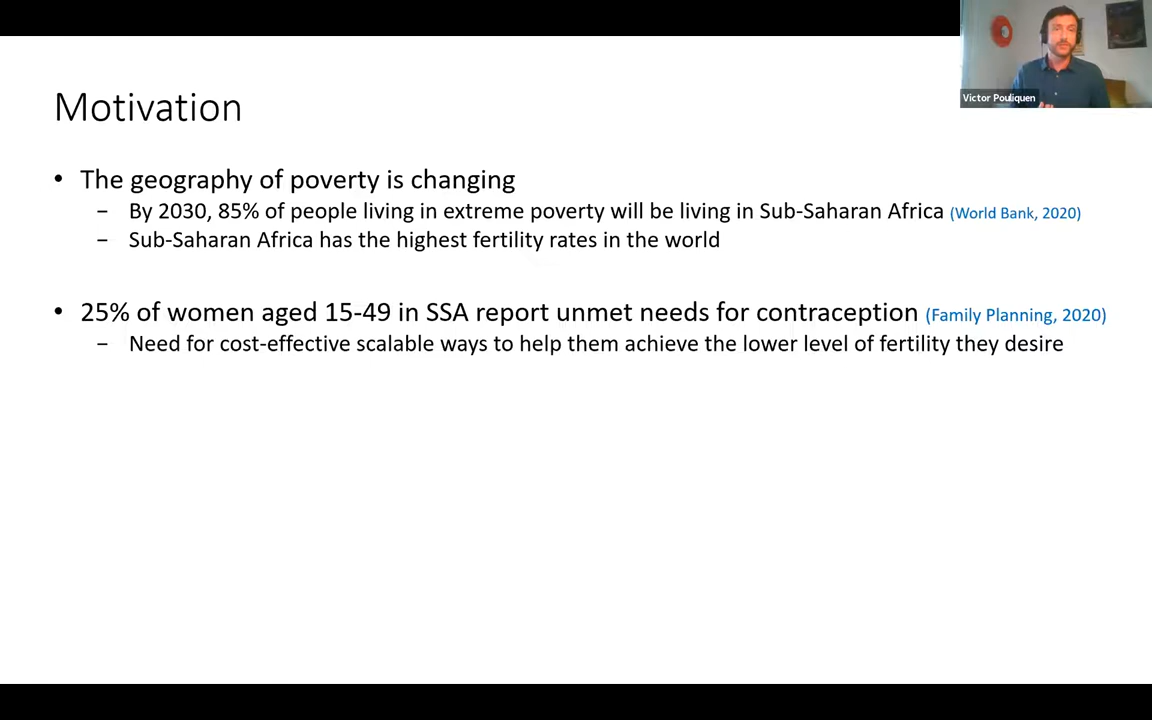 Victor Pouliquen
Motivation
• The geography of poverty is changing
− By 2030, 85% of people living in extreme poverty will be living in Sub-Saharan Africa (World Bank, 2020)
− Sub-Saharan Africa has the highest fertility rates in the world
• 25% of women aged 15-49 in SSA report unmet needs for contraception (Family Planning, 2020)
− Need for cost-effective scalable ways to help them achieve the lower level of fertility they desire